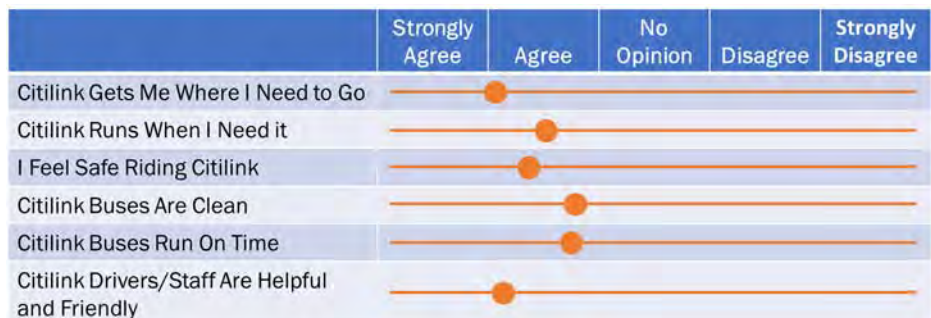 Strongly Agree
Agree
No Opinion
Disagree
Strongly Disagree
Citilink Gets Me Where I Need to Go
Citilink Runs When I Need it
I Feel Safe Riding Citilink
Citilink Buses Are Clean
Citilink Buses Run On Time
Citilink Drivers/Staff Are Helpful
and Friendly